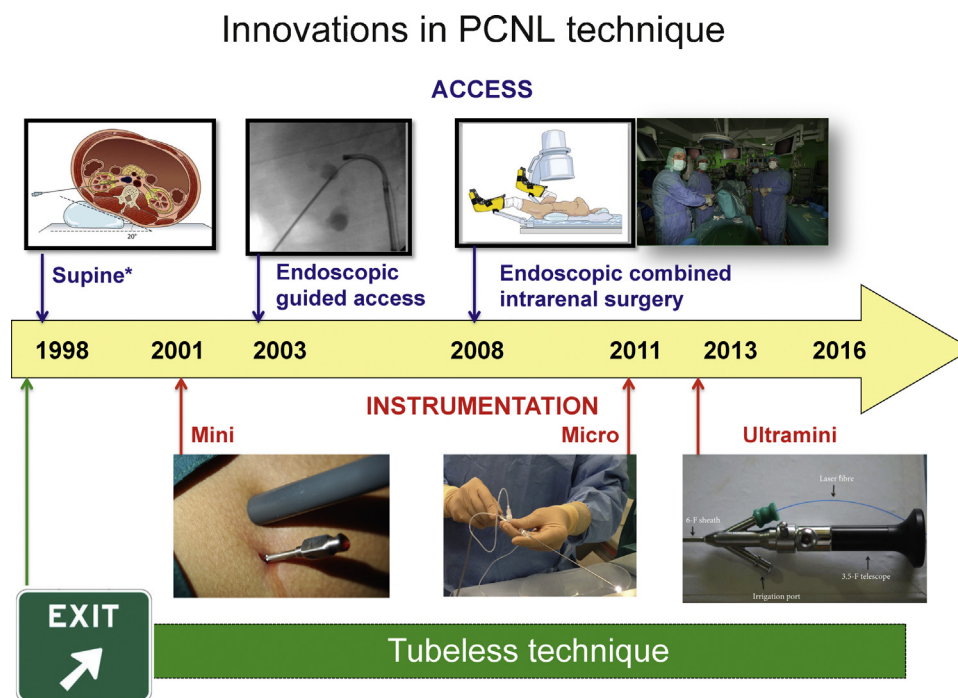 Innovations in PCNL technique
ACCESS
20°
Supine*
Endoscopic
guided access
Endoscopic combined
intrarenal surgery
1998
2001
2003
2008
2011
2013
2016
INSTRUMENTATION
Mini
Micro
Ultramini
Laser fibre
6-F sheath
3.5-F telescope
Irrigation port
EXIT
Tubeless technique